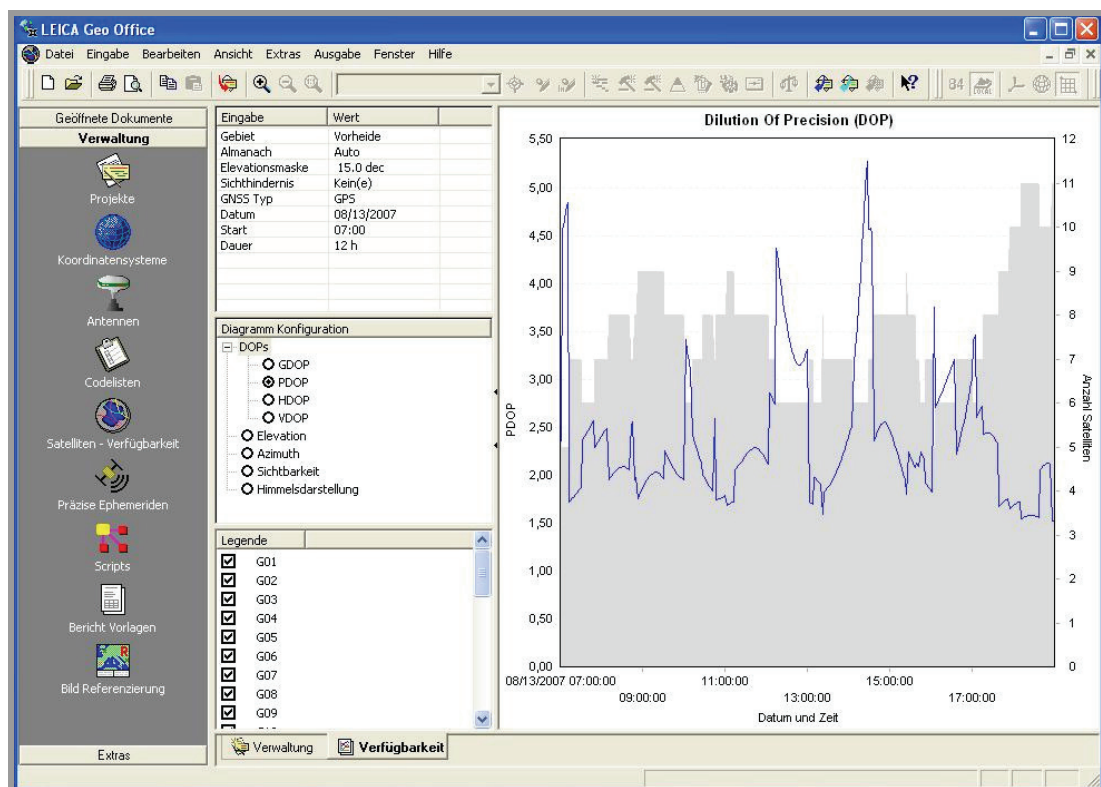 LEICA Geo Office
Datei Eingabe Bearbeiten Ansicht Extras Ausgabe Fenster Hilfe
84
LOCAL
Geöffnete Dokumente
Verwaltung
Projekte
Koordinatensysteme
Antennen
Codelisten
Satelliten - Verfügbarkeit
Präzise Ephemeriden
Scripts
Bericht Vorlagen
R
Bild Referenzierung
Extras
Eingabe Wert
Gebiet Vorheide
Almanach Auto
Elevationsmaske 15.0 dec
Sichthindernis Kein(e)
GNSS Typ GPS
Datum 08/13/2007
Start 07:00
Dauer 12 h
Diagramm Konfiguration
DOPs
GDOP
PDOP
HDOP
VDOP
Elevation
Azimuth
Sichtbarkeit
Himmelsdarstellung
Legende
G01
G02
G03
G04
G05
G06
G07
G08
G09
Dilution Of Precision (DOP)
5,50
5,00
4,50
4,00
3,50
3,00
2,50
2,00
1,50
1,00
0,50
0,00
PDOP
12
11
10
9
8
7
6
5
4
3
2
1
0
Anzahl Satelliten
08/13/2007 07:00:00 11:00:00 15:00:00
09:00:00 13:00:00 17:00:00
Datum und Zeit
Verwaltung Verfügbarkeit